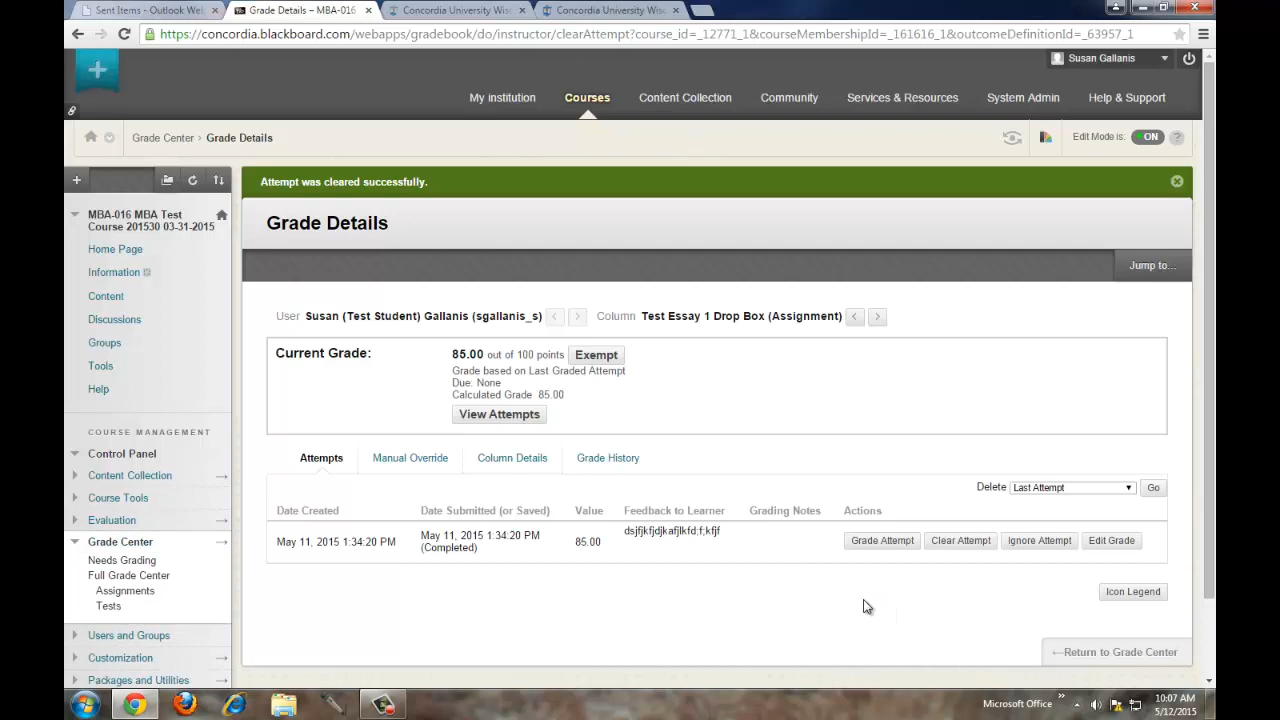 Sent Items - Outlook Wel
Grade Details – MBA-016
Concordia University Wis
Concordia University Wis
https://concordia.blackboard.com/webapps/gradebook/do/instructor/clearAttempt?course_id=_12771_1&courseMembershipId=_161616_1&outcomeDefinitionId=_63957_1
Susan Gallanis
My institution Courses Content Collection Community Services & Resources System Admin Help & Support
Grade Center > Grade Details
Edit Mode is: ON ?
Attempt was cleared successfully.
MBA-016 MBA Test
Course 201530 03-31-2015
Home Page
Information
Content
Discussions
Groups
Tools
Help
COURSE MANAGEMENT
Control Panel
Content Collection
Course Tools
Evaluation
Grade Center
Needs Grading
Full Grade Center
Assignments
Tests
Users and Groups
Customization
Packages and Utilities
Grade Details
Jump to...
User Susan (Test Student) Gallanis (sgallanis_s) < > Column Test Essay 1 Drop Box (Assignment) < >
Current Grade: 85.00 out of 100 points Exempt
Grade based on Last Graded Attempt
Due: None
Calculated Grade 85.00
View Attempts
Attempts Manual Override Column Details Grade History
Delete Last Attempt Go
Date Created Date Submitted (or Saved) Value Feedback to Learner Grading Notes Actions
May 11, 2015 1:34:20 PM
May 11, 2015 1:34:20 PM
(Completed)
85.00
dsjfjkfjdjkafjlkfd;f;kfjf
Grade Attempt Clear Attempt Ignore Attempt Edit Grade
Icon Legend
←Return to Grade Center
Microsoft Office »
10:07 AM
5/12/2015